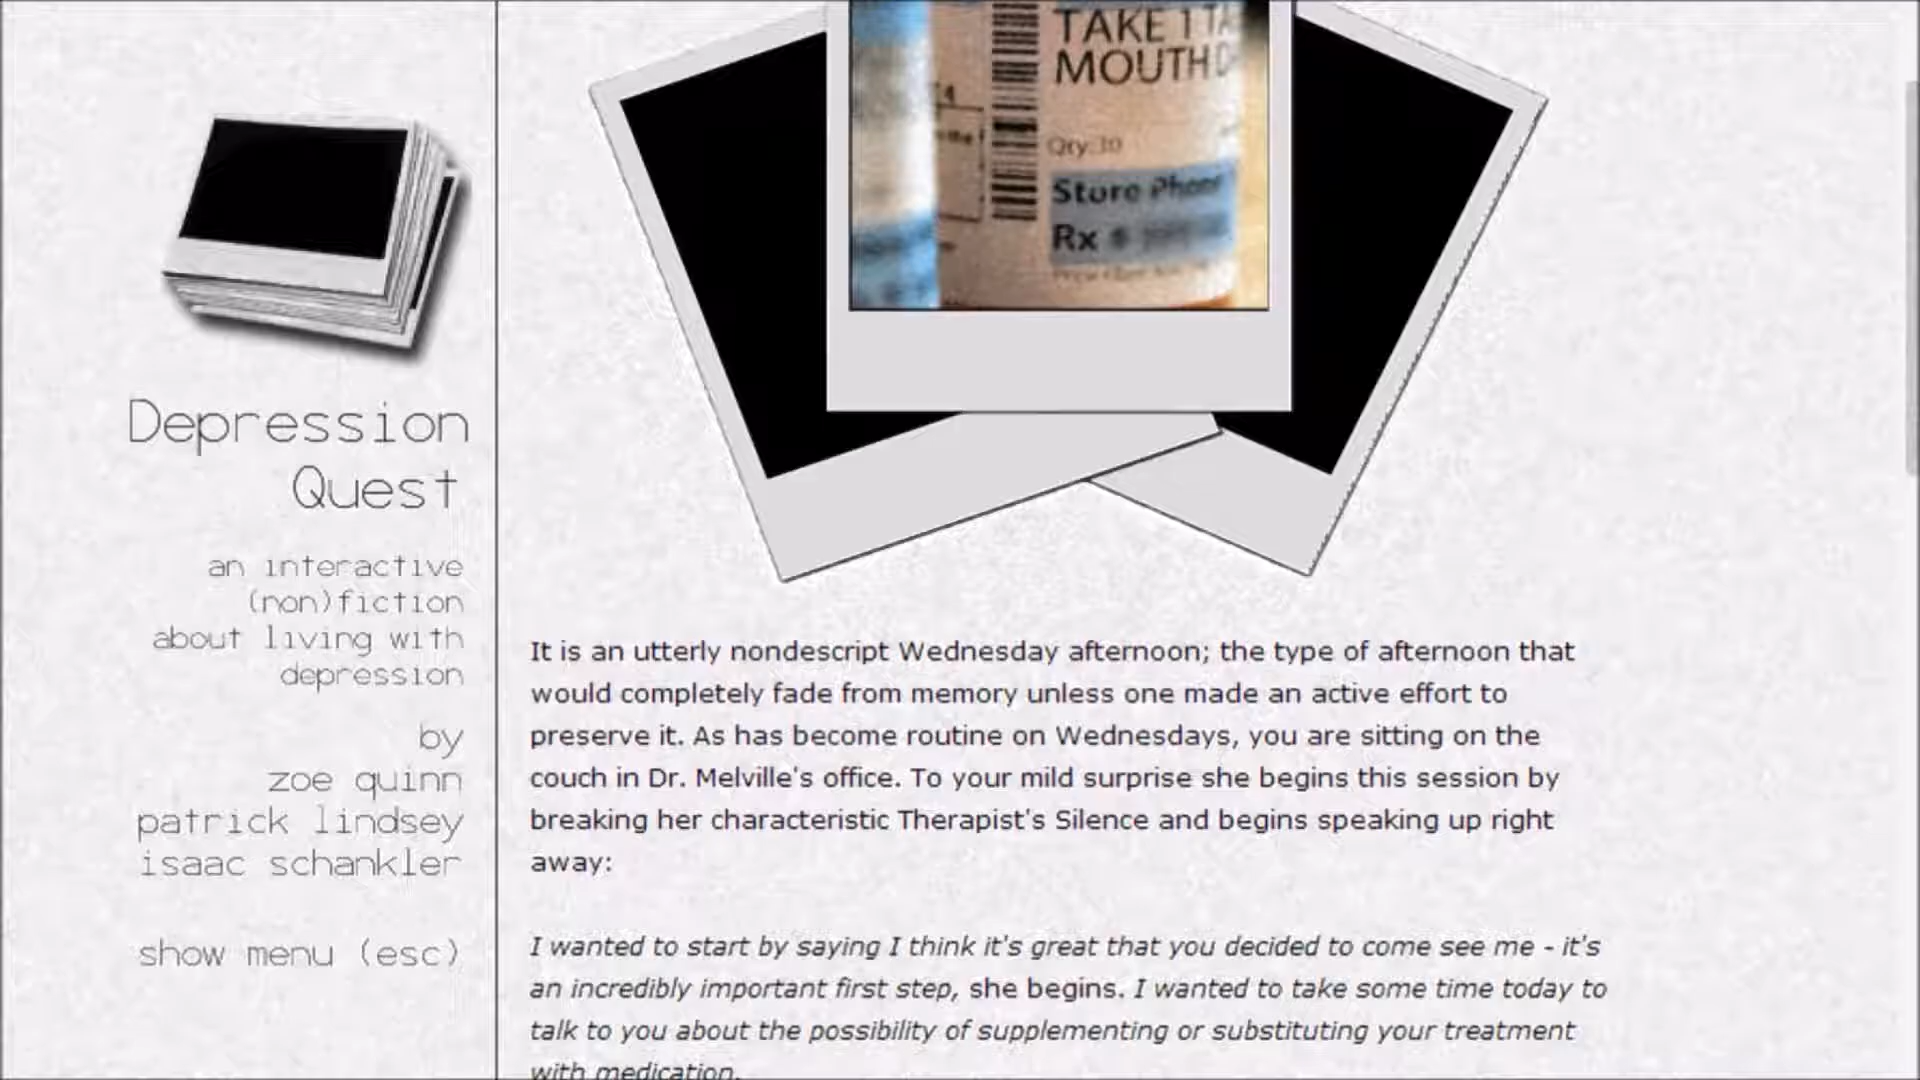 Depression
Quest
an interactive
(non)fiction
about living with
depression
by
zoe quinn
patrick lindsey
isaac schankler
show menu (esc)
TAKE 1 TA
MOUTH D
Qty:30
Store Phone
Rx #
It is an utterly nondescript Wednesday afternoon; the type of afternoon that
would completely fade from memory unless one made an active effort to
preserve it. As has become routine on Wednesdays, you are sitting on the
couch in Dr. Melville's office. To your mild surprise she begins this session by
breaking her characteristic Therapist's Silence and begins speaking up right
away:
I wanted to start by saying I think it's great that you decided to come see me - it's
an incredibly important first step, she begins. I wanted to take some time today to
talk to you about the possibility of supplementing or substituting your treatment
with medication.